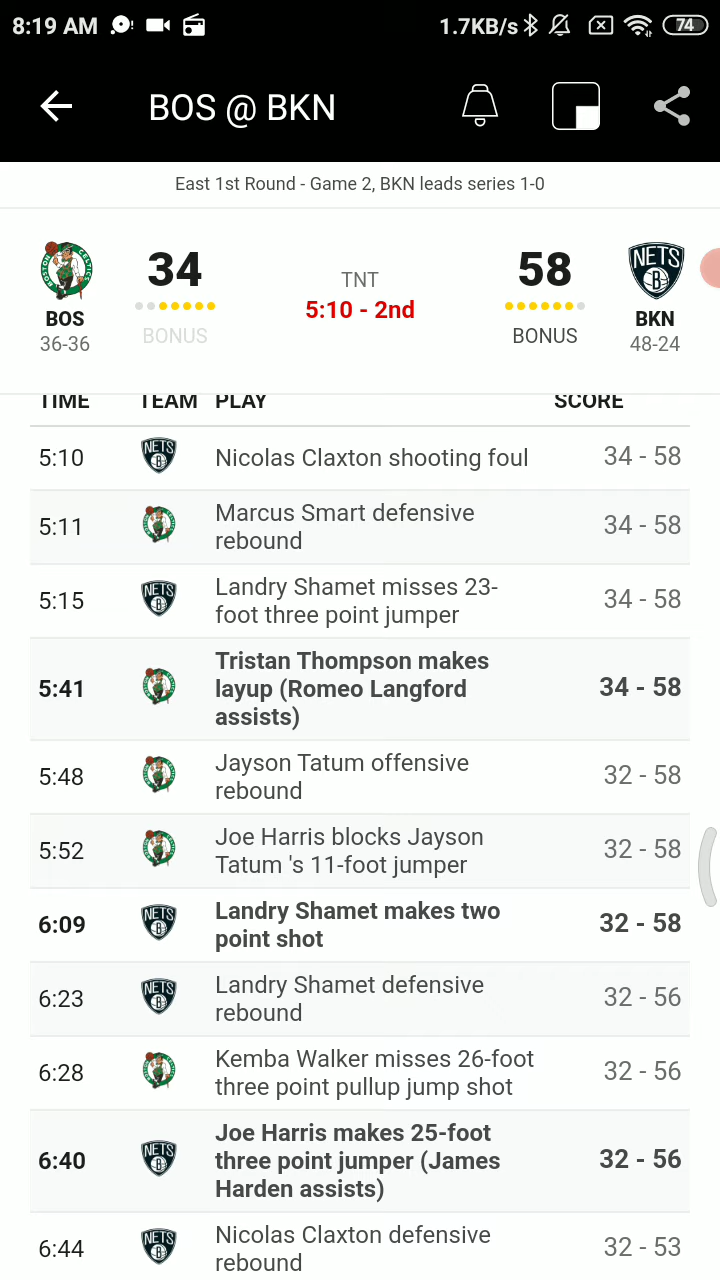 8:19 AM 1.7KB/s 74
BOS @ BKN
East 1st Round - Game 2, BKN leads series 1-0
34 58
TNT
5:10 - 2nd
BOS BONUS BONUS BKN
36-36 48-24
NETS
TIME TEAM PLAY SCORE
5:10 NETS Nicolas Claxton shooting foul 34 - 58
Marcus Smart defensive
5:11 34 - 58
rebound
Landry Shamet misses 23-
5:15 NETS 34 - 58
foot three point jumper
Tristan Thompson makes
5:41 layup (Romeo Langford 34 - 58
assists)
Jayson Tatum offensive
5:48 32 - 58
rebound
Joe Harris blocks Jayson
5:52 32 - 58
Tatum 's 11-foot jumper
Landry Shamet makes two
6:09 NETS 32 - 58
point shot
Landry Shamet defensive
6:23 NETS 32 - 56
rebound
Kemba Walker misses 26-foot
6:28 32 - 56
three point pullup jump shot
Joe Harris makes 25-foot
6:40 NETS three point jumper (James 32 - 56
Harden assists)
Nicolas Claxton defensive
6:44 NETS 32 - 53
rebound